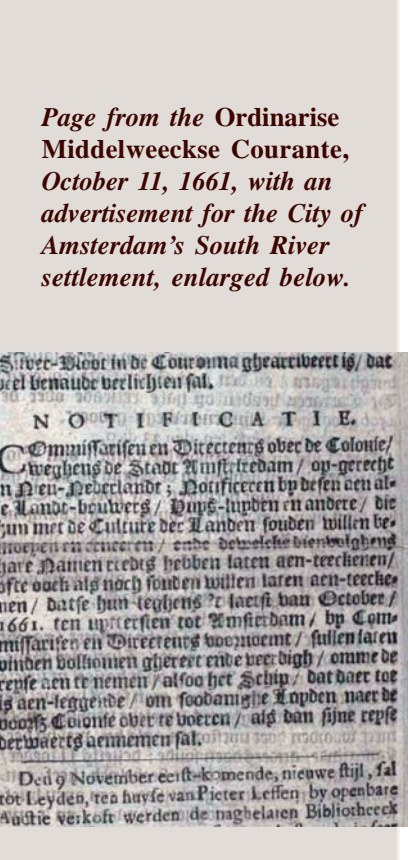 Page from the Ordinarise
Middelweeckse Courante,
October 11, 1661, with an
advertisement for the City of
Amsterdam’s South River
settlement, enlarged below.
Silver-Vloot in de Couronna ghearriveert is/ dat
veel benaude verlichten sal.
NOTIFICATIE.
Commissarisen en Directeurs over de Colonie/
weghens de Stadt Amstelredam / op-gerecht
in Nieu-Nederlandt ; Notificeren by desen aen al-
le Landt-bouwers / Huys-luyden en andere / die
hun met de Culture der Landen souden willen be-
moeyen en erneeren / ende dewelcke dienvolghens
hare Namen reedts hebben laten aen-teeckenen/
ofte ooch als noch souden willen laten aen-teecke-
nen / datse hun teghens 't laetst van October /
1661. ten uyttersten tot Amsterdam / by Com-
missarisen en Directeurs voornoemt / sullen laten
vinden volkomen ghereet ende veerdigh / omme de
reyse aen te nemen / alsoo het Schip / dat daer toe
is aen-leggende / om soodanighe Luyden naer de
voorsz Colonie over te voeren / als dan sijne reyse
derwaerts aennemen sal.
Den 9 November eerst-komende, nieuwe stijl, sal
tot Leyden, ten huyse van Pieter Leffen by openbare
Auctie verkoft werden de naghelaten Bibliotheeck